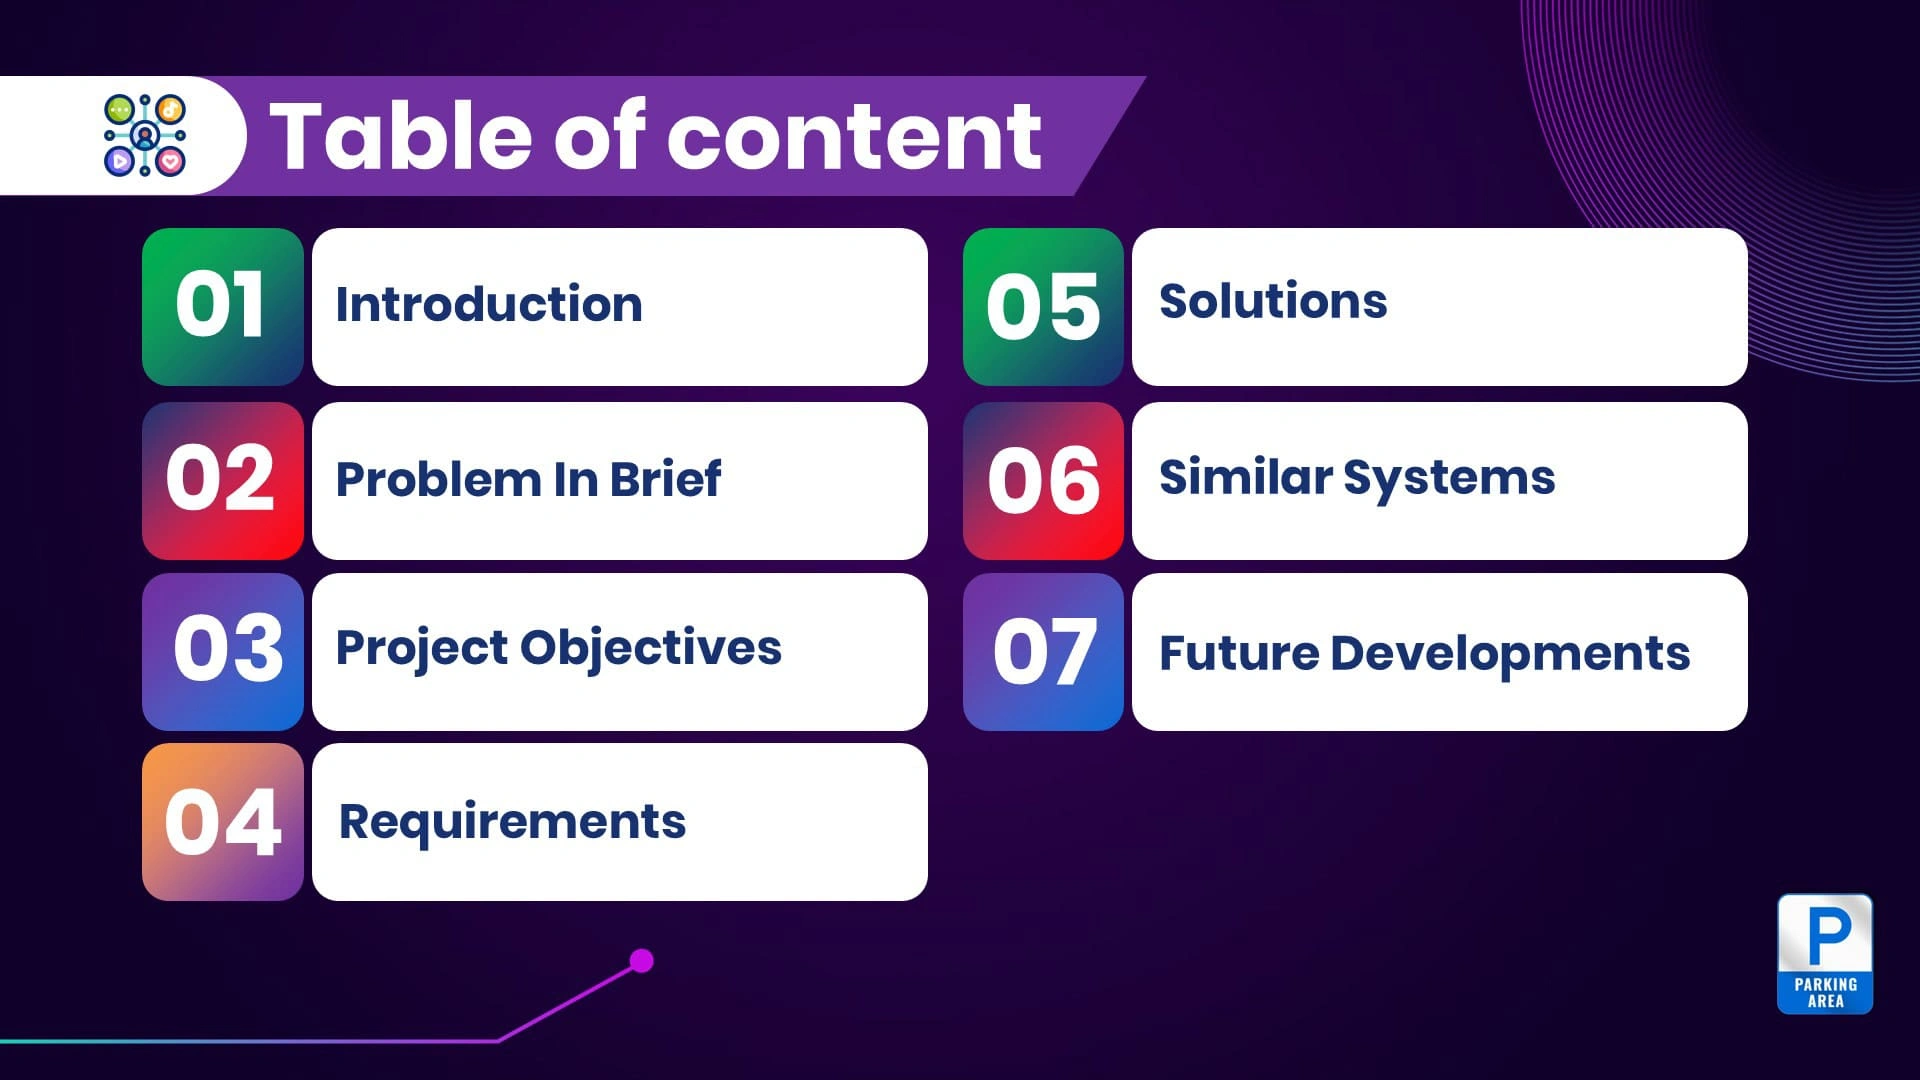 Table of content
01
Introduction
02
Problem In Brief
03
Project Objectives
04
Requirements
05
Solutions
06
Similar Systems
07
Future Developments
P
PARKING
AREA